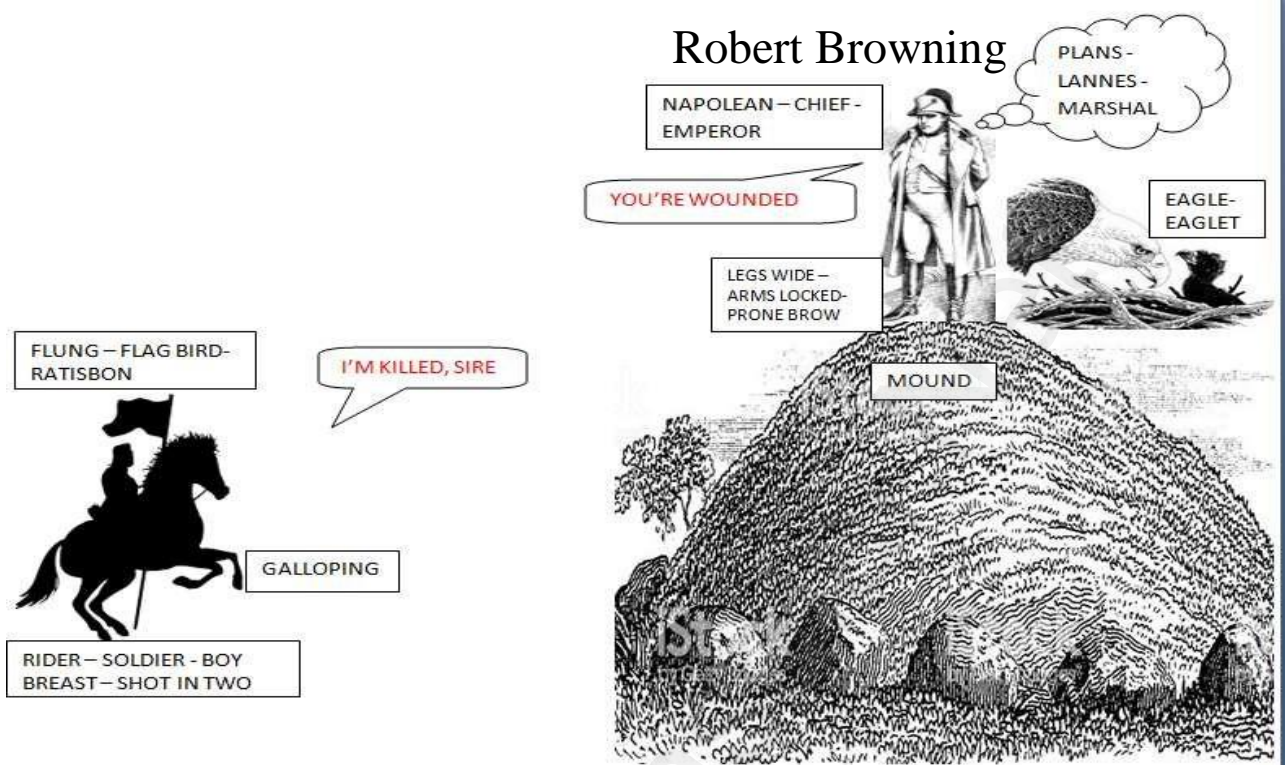 Robert Browning
PLANS -
LANNES -
MARSHAL
NAPOLEAN – CHIEF -
EMPEROR
YOU'RE WOUNDED
EAGLE-
EAGLET
LEGS WIDE –
ARMS LOCKED-
PRONE BROW
FLUNG – FLAG BIRD-
RATISBON
I'M KILLED, SIRE
MOUND
GALLOPING
RIDER – SOLDIER - BOY
BREAST – SHOT IN TWO
iStock